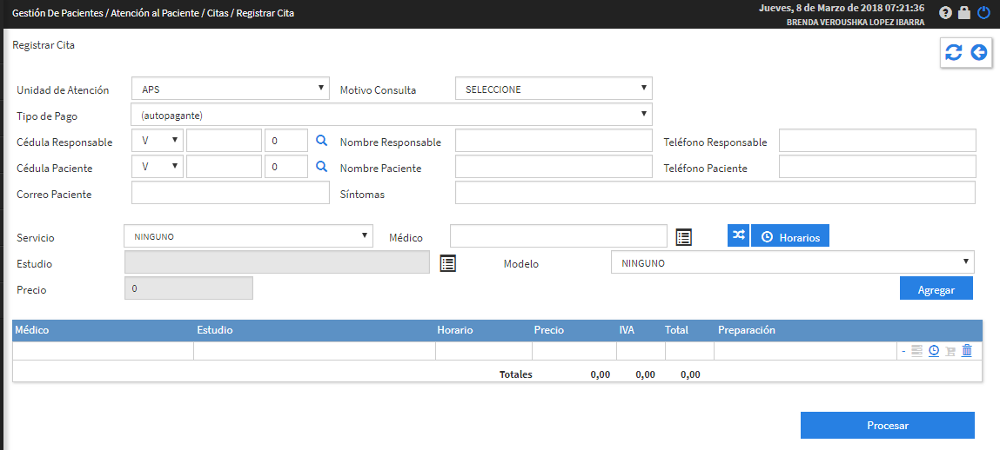 Gestión De Pacientes / Atención al Paciente / Citas / Registrar Cita
Jueves, 8 de Marzo de 2018 07:21:36
BRENDA VEROUSHKA LOPEZ IBARRA
Registrar Cita
Unidad de Atención APS Motivo Consulta SELECCIONE
Tipo de Pago (autopagante)
Cédula Responsable V 0 Nombre Responsable Teléfono Responsable
Cédula Paciente V 0 Nombre Paciente Teléfono Paciente
Correo Paciente Síntomas
Servicio NINGUNO Médico Horarios
Estudio Modelo NINGUNO
Precio 0 Agregar
Médico Estudio Horario Precio IVA Total Preparación
-
Totales 0,00 0,00 0,00
Procesar